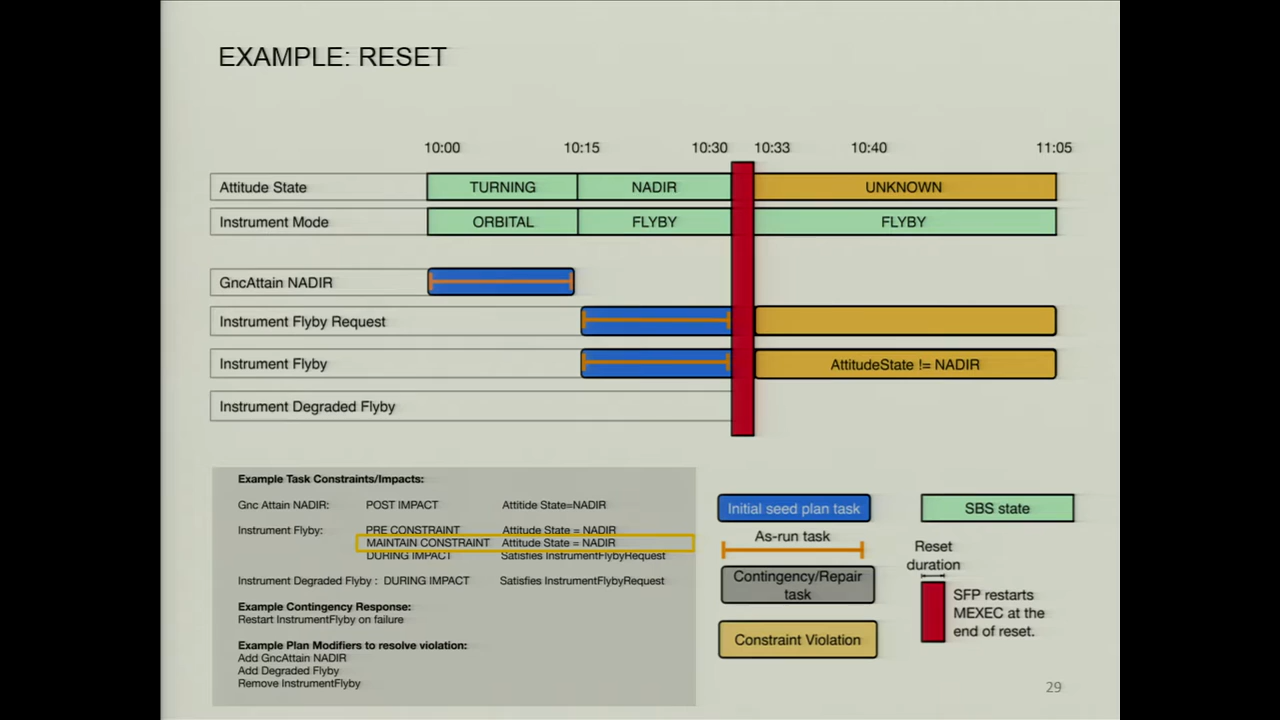 EXAMPLE: RESET
10:00 10:15 10:30 10:33 10:40 11:05
Attitude State TURNING NADIR UNKNOWN
Instrument Mode ORBITAL FLYBY FLYBY
GncAttain NADIR
Instrument Flyby Request
Instrument Flyby AttitudeState != NADIR
Instrument Degraded Flyby
Example Task Constraints/Impacts:
Gnc Attain NADIR: POST IMPACT Attitide State=NADIR
Instrument Flyby: PRE CONSTRAINT Attitude State = NADIR
MAINTAIN CONSTRAINT Attitude State = NADIR
DURING IMPACT Satisfies InstrumentFlybyRequest
Instrument Degraded Flyby : DURING IMPACT Satisfies InstrumentFlybyRequest
Example Contingency Response:
Restart InstrumentFlyby on failure
Example Plan Modifiers to resolve violation:
Add GncAttain NADIR
Add Degraded Flyby
Remove InstrumentFlyby
Initial seed plan task
As-run task
Contingency/Repair
task
Constraint Violation
SBS state
Reset
duration
SFP restarts
MEXEC at the
end of reset.
29